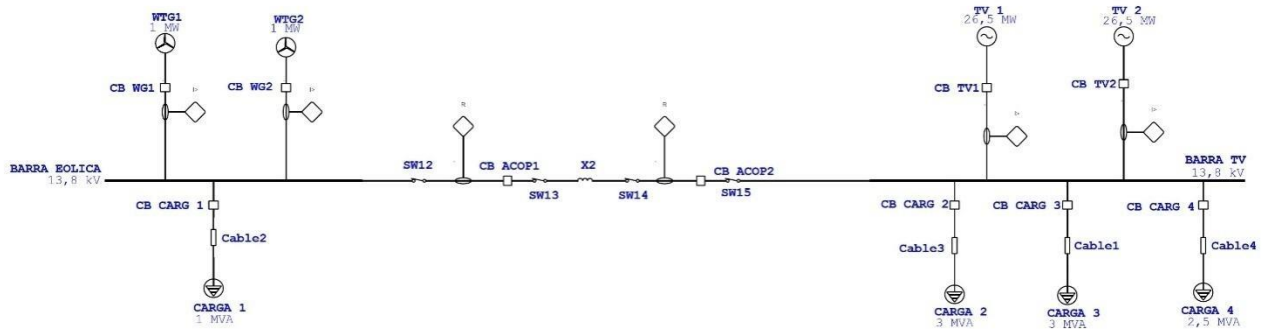 WTG1
1 MW
WTG2
1 MW
TV 1
26,5 MW
TV 2
26,5 MW
CB WG1
I>
CB WG2
I>
CB TV1
I>
CB TV2
I>
R
R
BARRA EOLICA
13,8 kV
SW12
CB ACOP1
SW13
X2
SW14
CB ACOP2
SW15
BARRA TV
13,8 kV
CB CARG 1
Cable2
CARGA 1
1 MVA
CB CARG 2
Cable3
CARGA 2
3 MVA
CB CARG 3
Cable1
CARGA 3
3 MVA
CB CARG 4
Cable4
CARGA 4
2,5 MVA